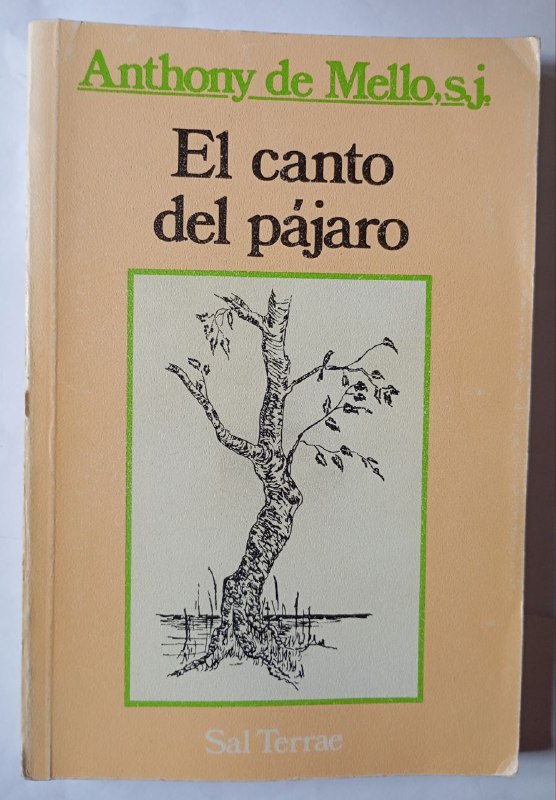 Anthony de Mello, s.j.
El canto
del pájaro
Sal Terrae